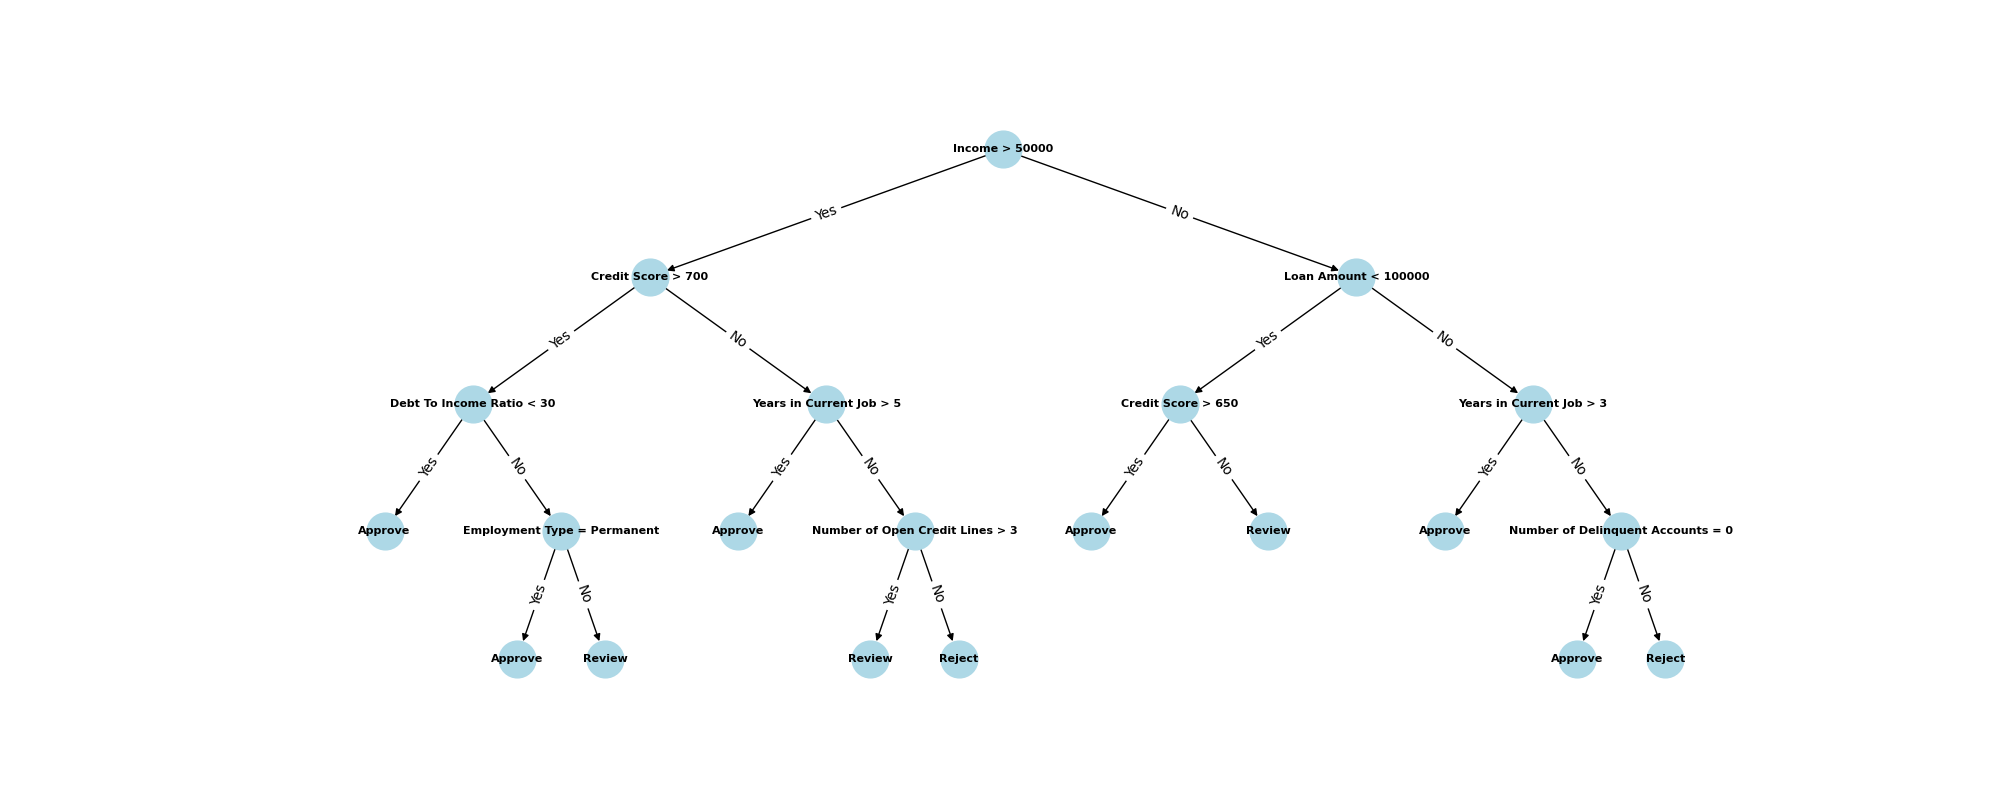 Income > 50000
Yes
No
Credit Score > 700
Loan Amount < 100000
Yes
No
Yes
No
Debt To Income Ratio < 30
Years in Current Job > 5
Credit Score > 650
Years in Current Job > 3
Yes
No
Yes
No
Yes
No
Yes
No
Approve
Employment Type = Permanent
Approve
Number of Open Credit Lines > 3
Approve
Review
Approve
Number of Delinquent Accounts = 0
Yes
No
Yes
No
Yes
No
Approve
Review
Review
Reject
Approve
Reject